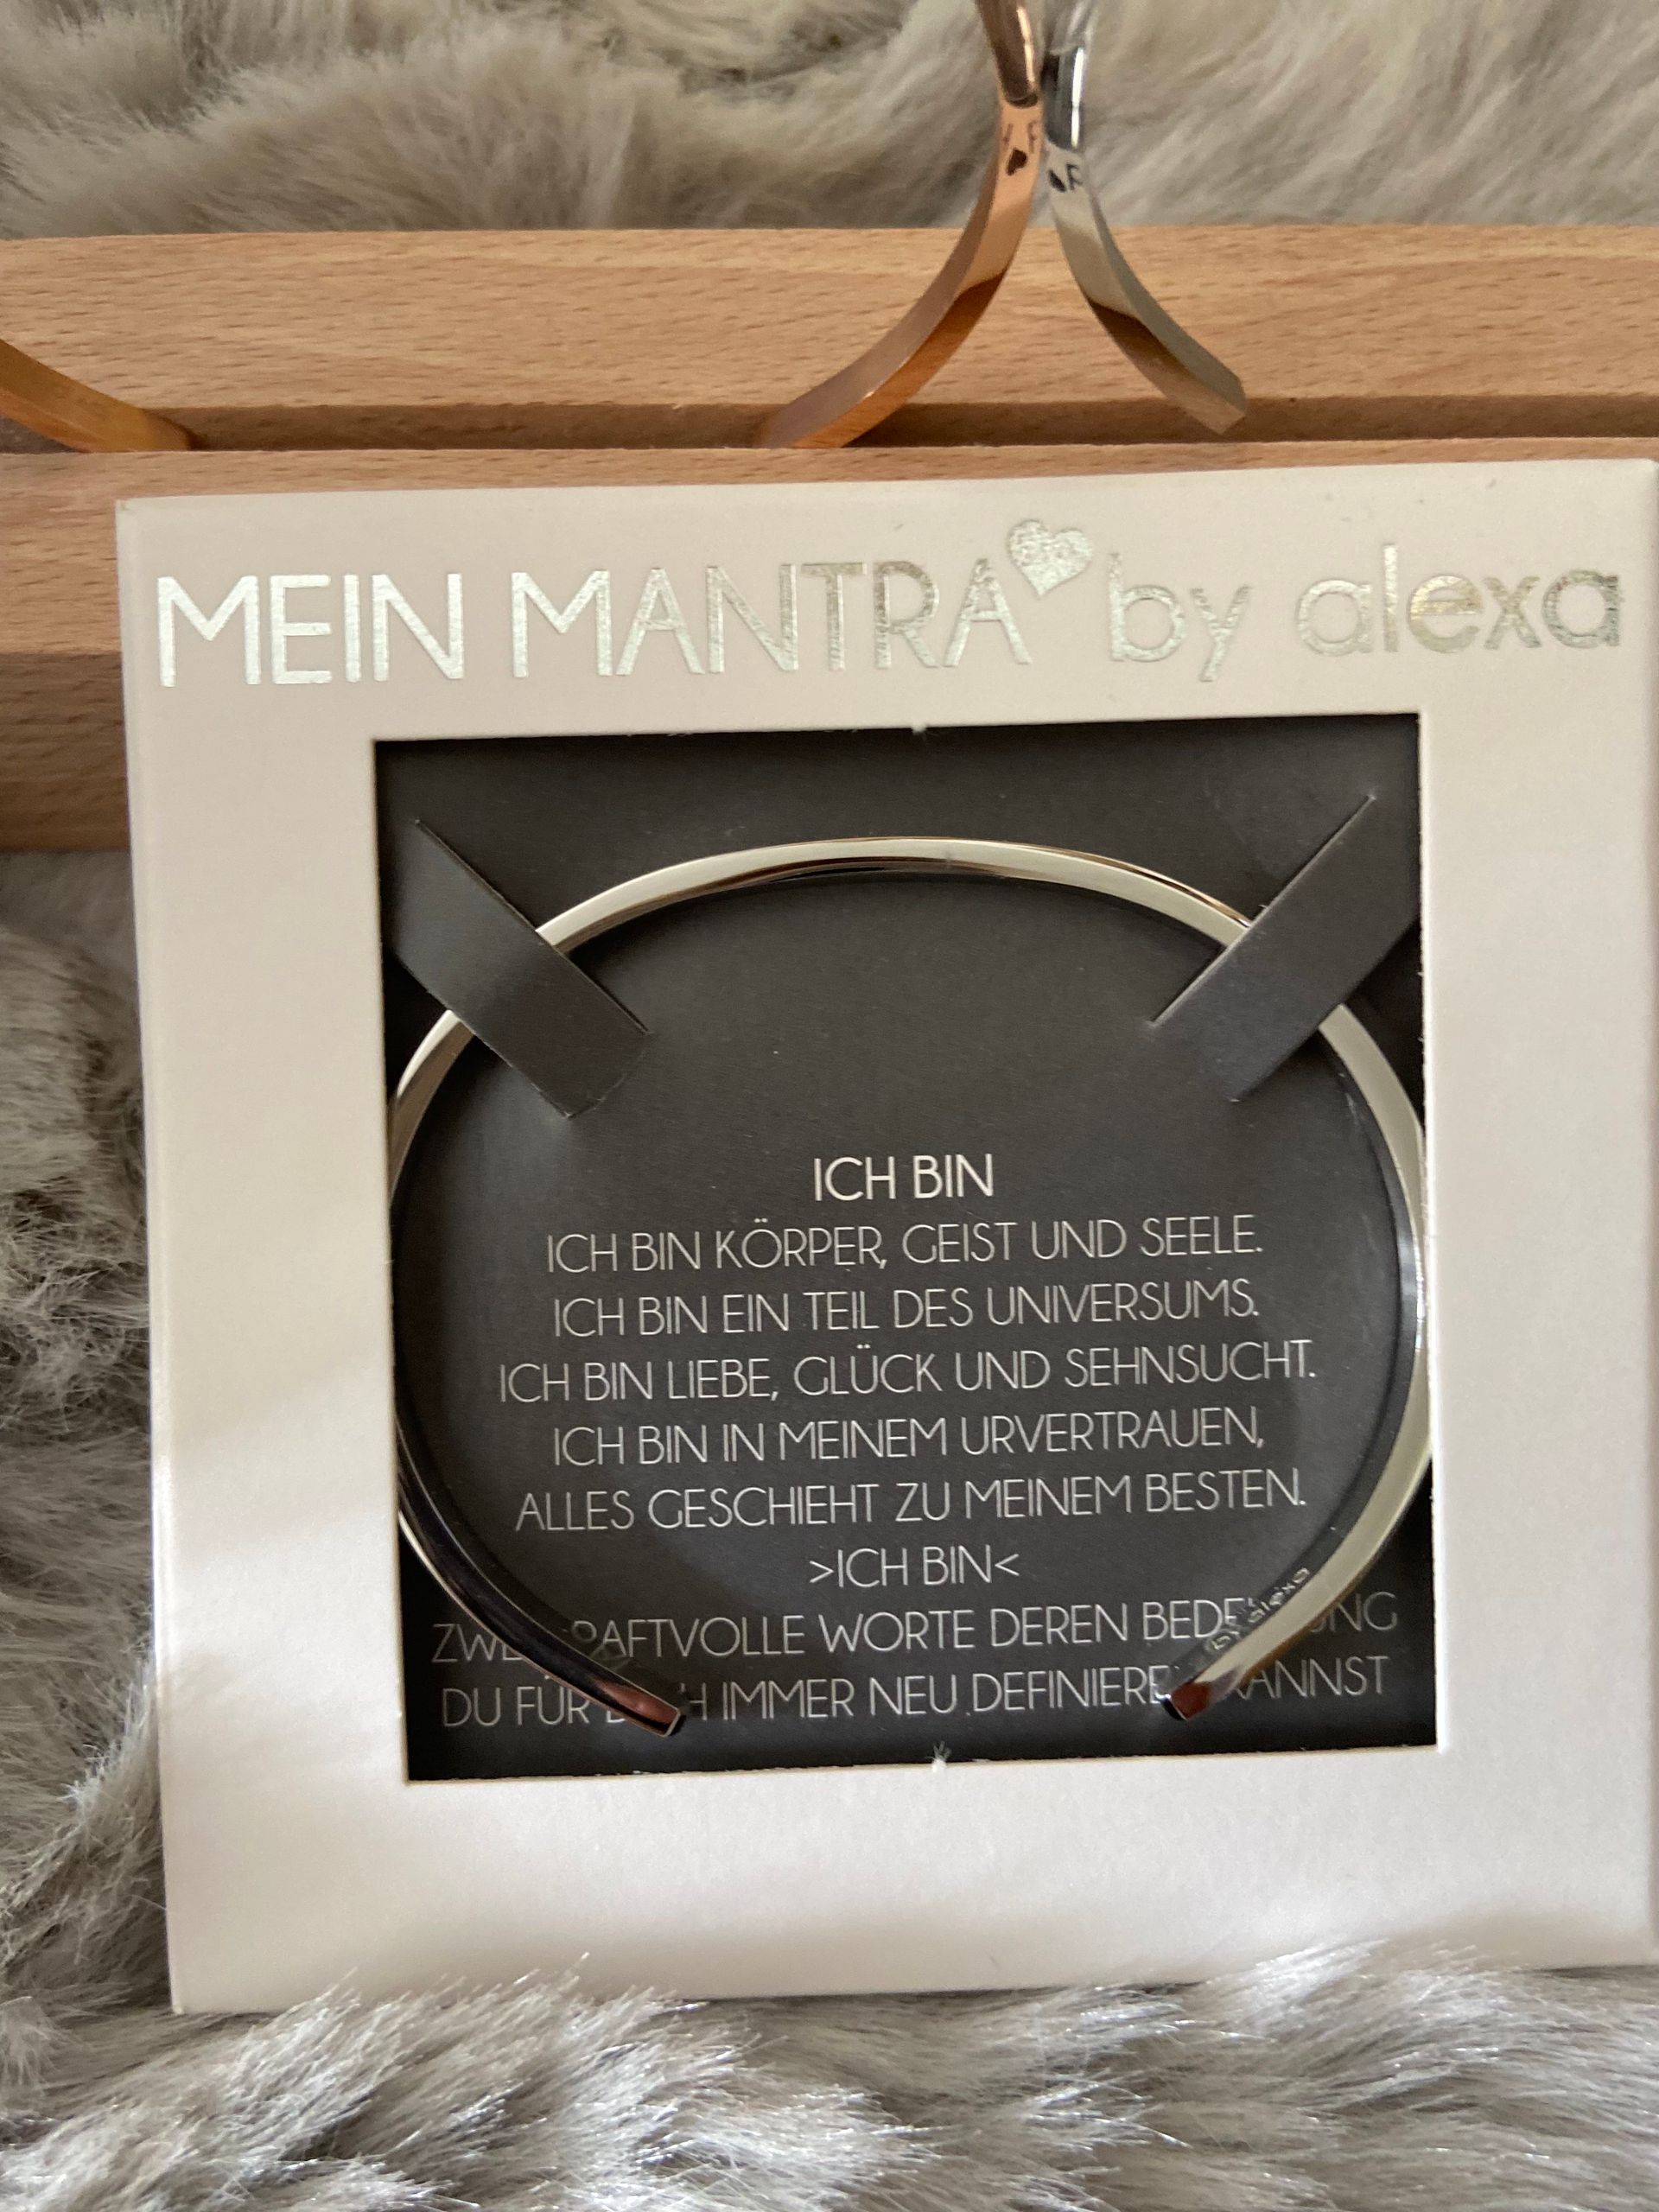 MEIN MANTRA by alexa
ICH BIN
ICH BIN KÖRPER, GEIST UND SEELE.
ICH BIN EIN TEIL DES UNIVERSUMS.
ICH BIN LIEBE, GLÜCK UND SEHNSUCHT.
ICH BIN IN MEINEM URVERTRAUEN,
ALLES GESCHIEHT ZU MEINEM BESTEN.
>ICH BIN<
WORTE DEREN
DU FÜR IMMER NEU
by alexa